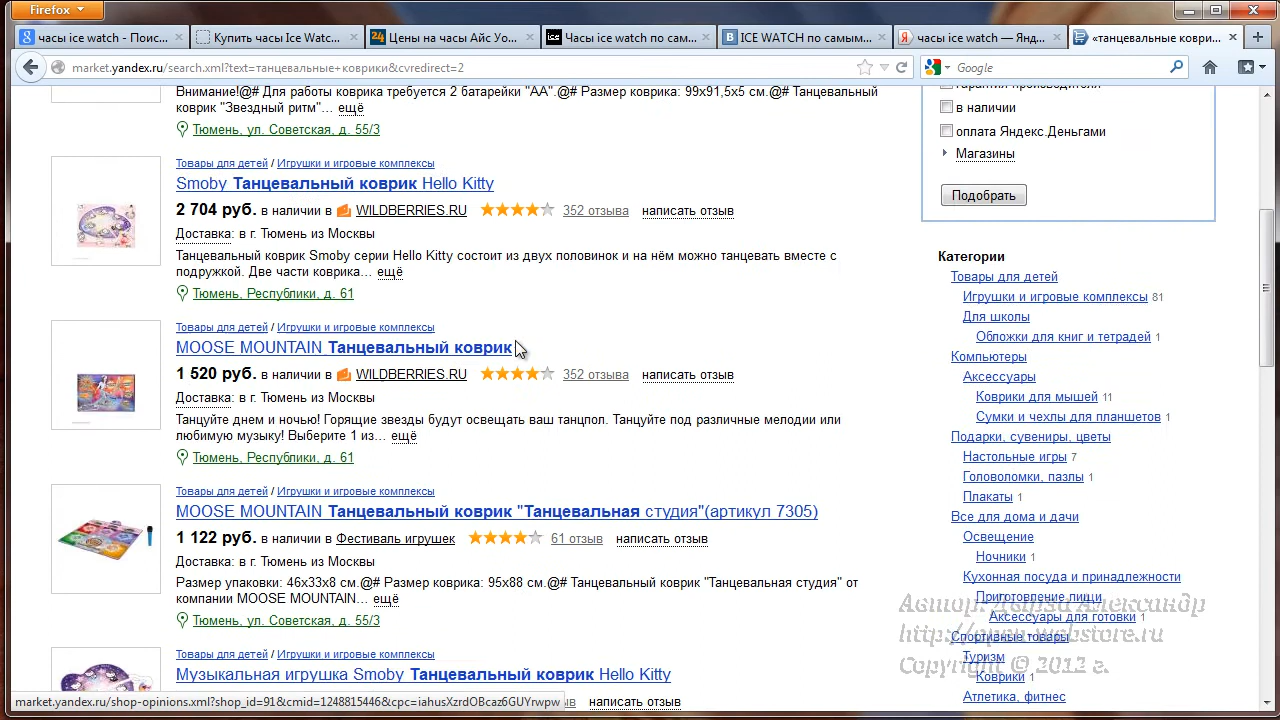 Firefox
часы ice watch - Поис...
Купить часы Ice Watc...
Цены на часы Айс Уо...
Часы ice watch по сам...
ICE WATCH по самым...
часы ice watch — Янд...
«танцевальные коври...
market.yandex.ru/search.xml?text=танцевальные+коврики&cvredirect=2
Google
Внимание!@# Для работы коврика требуется 2 батарейки "АА".@# Размер коврика: 99x91,5x5 см.@# Танцевальный
коврик "Звездный ритм"... ещё
Тюмень, ул. Советская, д. 55/3
Товары для детей / Игрушки и игровые комплексы
Smoby Танцевальный коврик Hello Kitty
2 704 руб. в наличии в WILDBERRIES.RU 352 отзыва написать отзыв
Доставка: в г. Тюмень из Москвы
Танцевальный коврик Smoby серии Hello Kitty состоит из двух половинок и на нём можно танцевать вместе с
подружкой. Две части коврика... ещё
Тюмень, Республики, д. 61
Товары для детей / Игрушки и игровые комплексы
MOOSE MOUNTAIN Танцевальный коврик
1 520 руб. в наличии в WILDBERRIES.RU 352 отзыва написать отзыв
Доставка: в г. Тюмень из Москвы
Танцуйте днем и ночью! Горящие звезды будут освещать ваш танцпол. Танцуйте под различные мелодии или
любимую музыку! Выберите 1 из... ещё
Тюмень, Республики, д. 61
Товары для детей / Игрушки и игровые комплексы
MOOSE MOUNTAIN Танцевальный коврик "Танцевальная студия"(артикул 7305)
1 122 руб. в наличии в Фестиваль игрушек 61 отзыв написать отзыв
Доставка: в г. Тюмень из Москвы
Размер упаковки: 46x33x8 см.@# Размер коврика: 95x88 см.@# Танцевальный коврик "Танцевальная студия" от
компании MOOSE MOUNTAIN... ещё
Тюмень, ул. Советская, д. 55/3
Товары для детей / Игрушки и игровые комплексы
Музыкальная игрушка Smoby Танцевальный коврик Hello Kitty
написать отзыв
market.yandex.ru/shop-opinions.xml?shop_id=91&cmid=1248815446&cpc=iahusXzrdOBcaz6GUYrwpw
гарантия производителя
в наличии
оплата Яндекс.Деньгами
Магазины
Подобрать
Категории
Товары для детей
Игрушки и игровые комплексы 81
Для школы
Обложки для книг и тетрадей 1
Компьютеры
Аксессуары
Коврики для мышей 11
Сумки и чехлы для планшетов 1
Подарки, сувениры, цветы
Настольные игры 7
Головоломки, пазлы 1
Плакаты 1
Все для дома и дачи
Освещение
Ночники 1
Кухонная посуда и принадлежности
Приготовление пищи
Аксессуары для готовки 1
Спортивные товары
Туризм
Коврики 1
Атлетика, фитнес
Автор: Дырза Александр
Copyright © 2012 г.